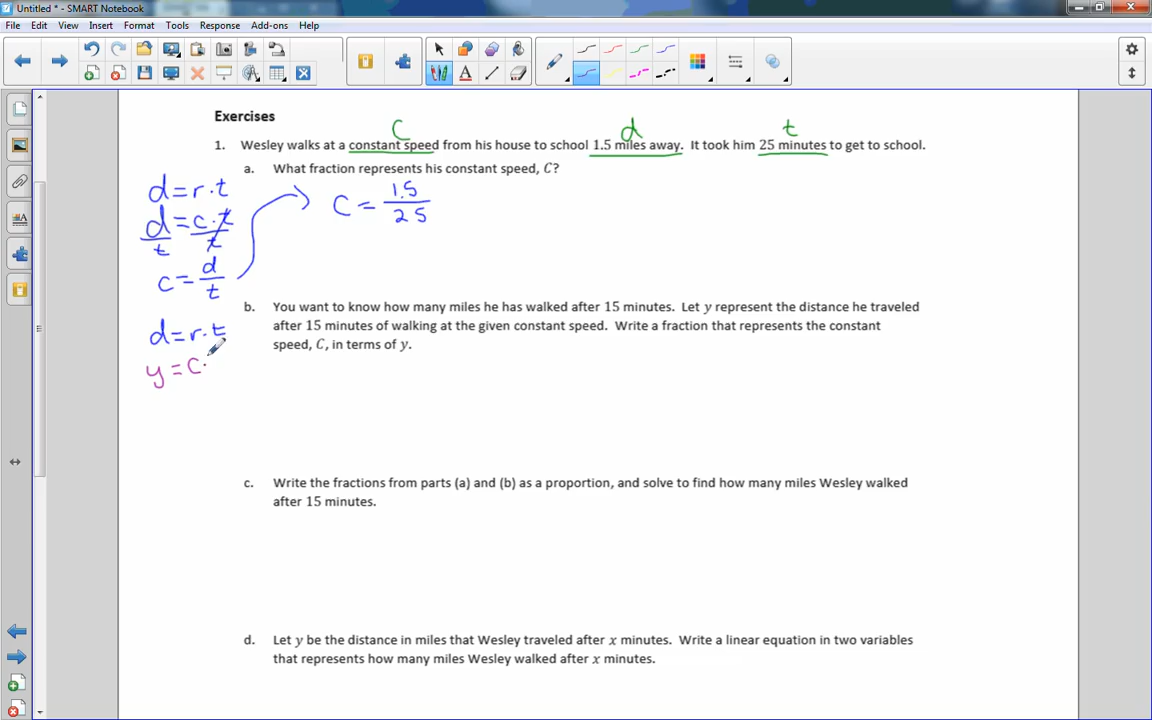 Untitled * - SMART Notebook
File Edit View Insert Format Tools Response Add-ons Help
Exercises
C d t
1. Wesley walks at a constant speed from his house to school 1.5 miles away. It took him 25 minutes to get to school.
a. What fraction represents his constant speed, C?
d = r · t
d/t = c · t/t
c = d/t
C = 1.5/25
b. You want to know how many miles he has walked after 15 minutes. Let y represent the distance he traveled
after 15 minutes of walking at the given constant speed. Write a fraction that represents the constant
speed, C, in terms of y.
d = r · t
y = C ·
c. Write the fractions from parts (a) and (b) as a proportion, and solve to find how many miles Wesley walked
after 15 minutes.
d. Let y be the distance in miles that Wesley traveled after x minutes. Write a linear equation in two variables
that represents how many miles Wesley walked after x minutes.